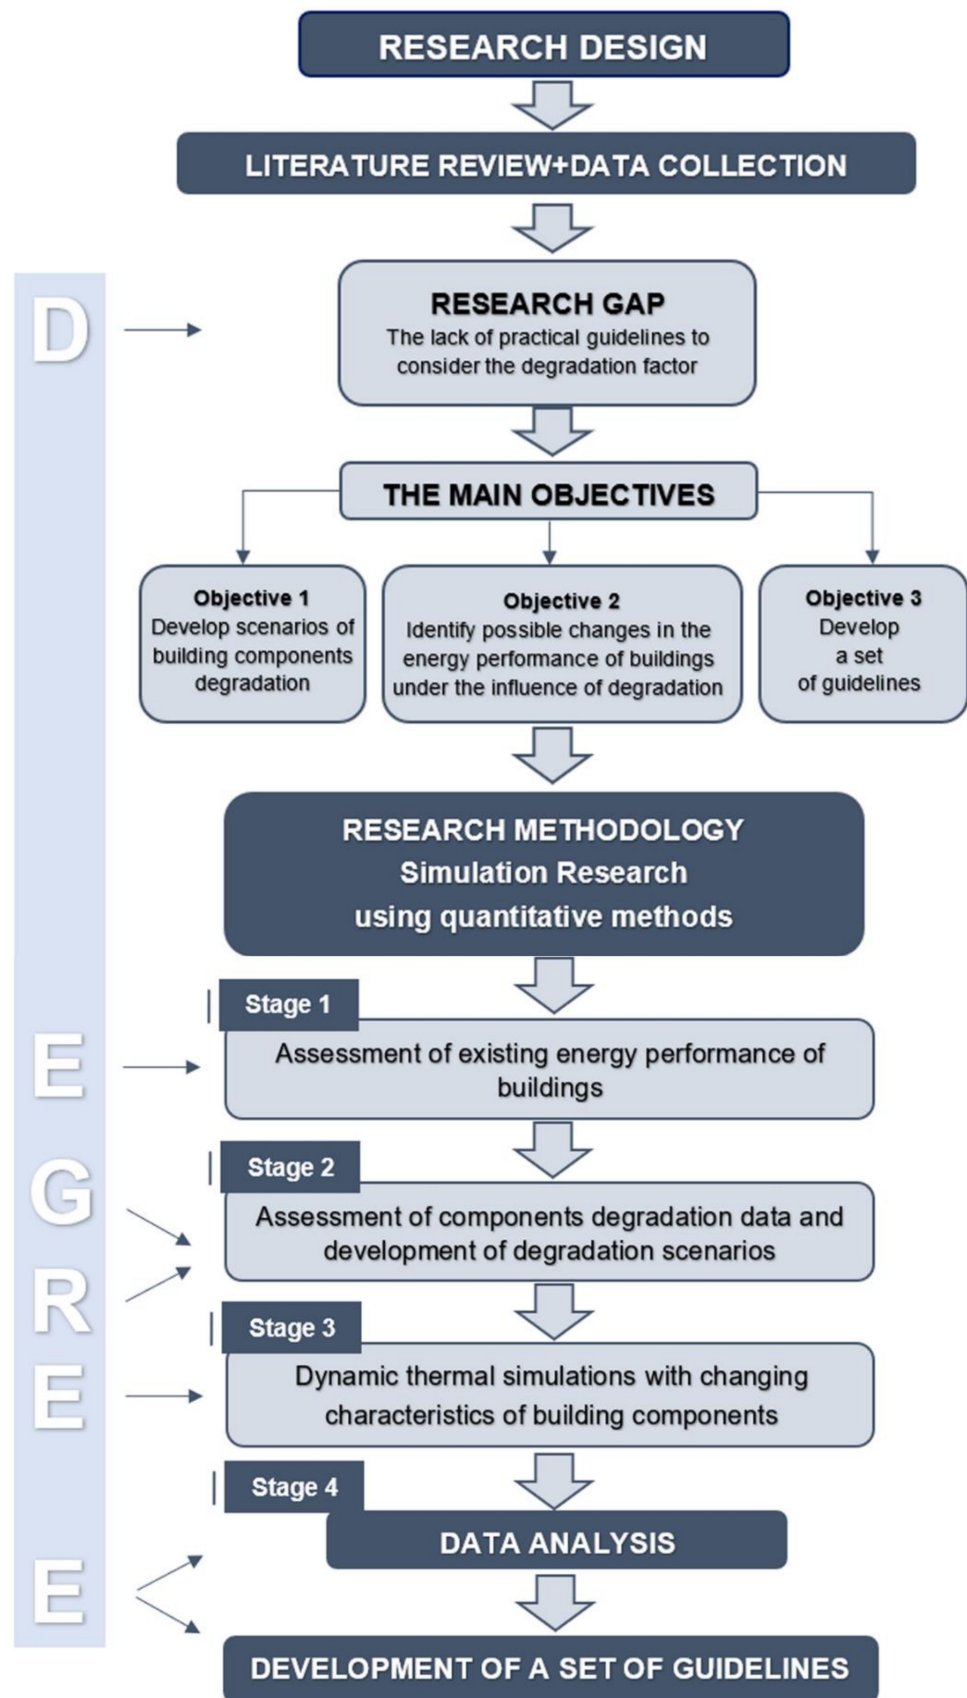 RESEARCH DESIGN
LITERATURE REVIEW+DATA COLLECTION
D
RESEARCH GAP
The lack of practical guidelines to
consider the degradation factor
THE MAIN OBJECTIVES
Objective 1
Develop scenarios of
building components
degradation
Objective 2
Identify possible changes in the
energy performance of buildings
under the influence of degradation
Objective 3
Develop
a set
of guidelines
RESEARCH METHODOLOGY
Simulation Research
using quantitative methods
Stage 1
E
Assessment of existing energy performance of
buildings
Stage 2
G
Assessment of components degradation data and
development of degradation scenarios
R
Stage 3
E
Dynamic thermal simulations with changing
characteristics of building components
Stage 4
DATA ANALYSIS
E
DEVELOPMENT OF A SET OF GUIDELINES